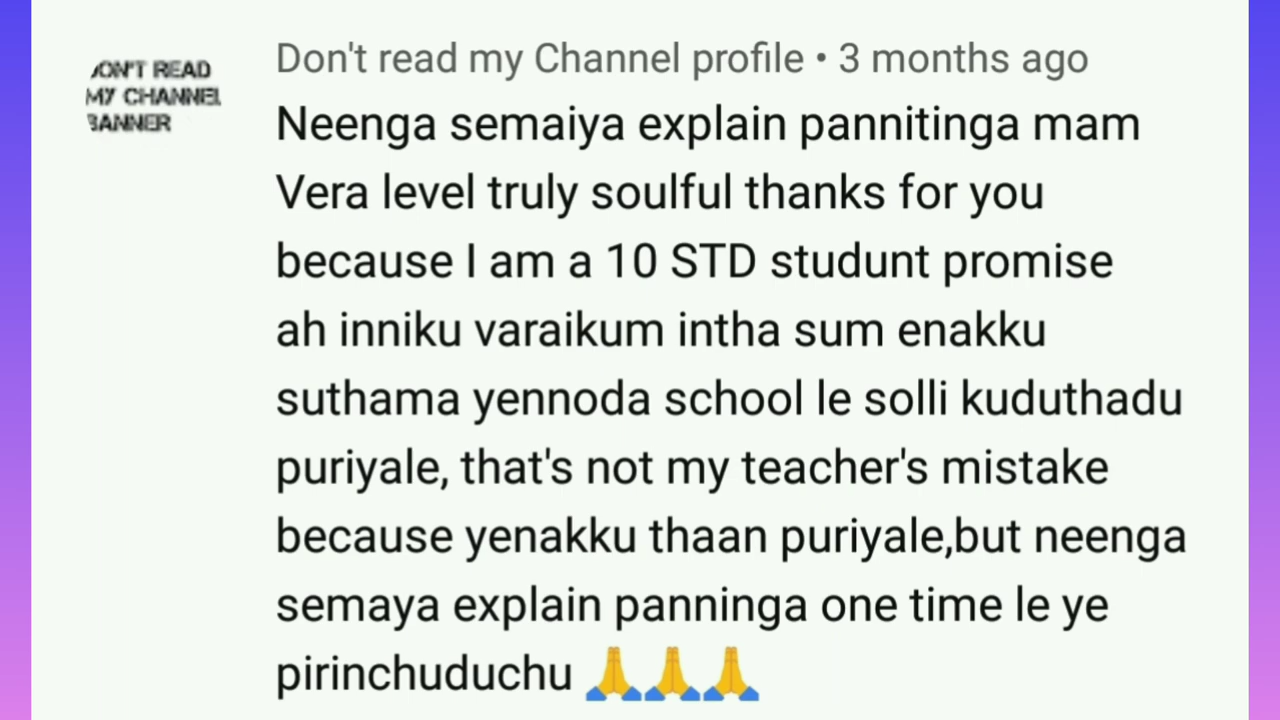 ON'T READ
MY CHANNEL
BANNER
Don't read my Channel profile • 3 months ago
Neenga semaiya explain pannitinga mam
Vera level truly soulful thanks for you
because I am a 10 STD studunt promise
ah inniku varaikum intha sum enakku
suthama yennoda school le solli kuduthadu
puriyale, that's not my teacher's mistake
because yenakku thaan puriyale,but neenga
semaya explain panninga one time le ye
pirinchuduchu 🙏🙏🙏